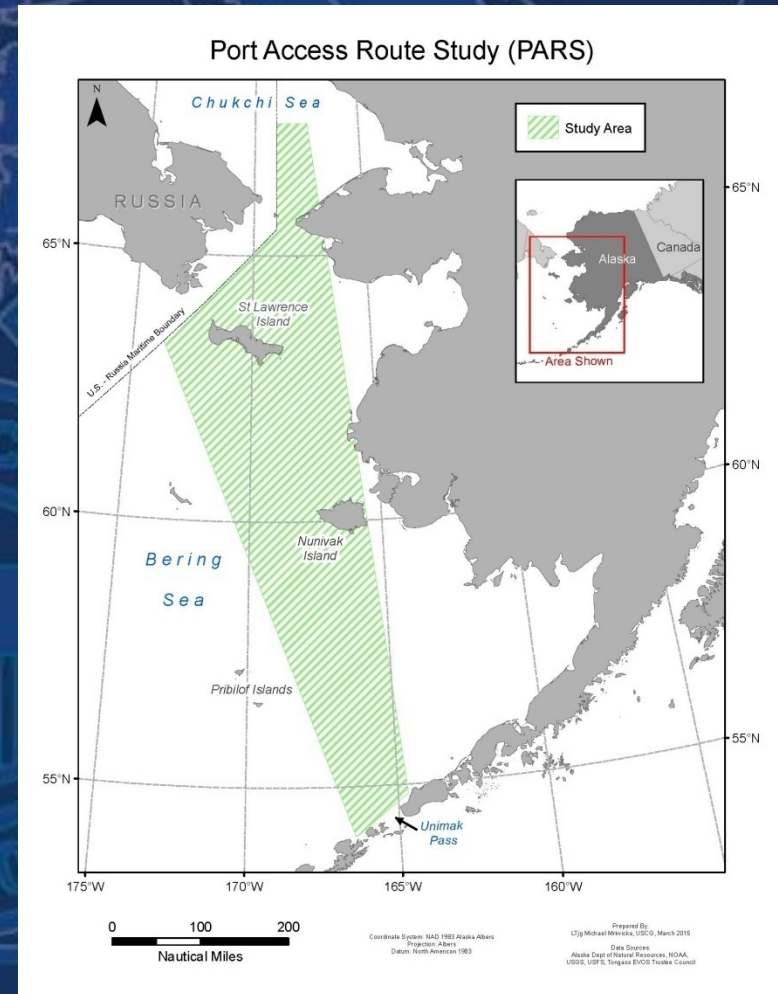 Port Access Route Study (PARS)
N
Chukchi Sea
Study Area
RUSSIA
65°N
65°N
Canada
Alaska
Area Shown
St Lawrence
Island
U.S. - Russia Maritime Boundary
60°N
60°N
Nunivak
Island
Bering
Sea
Pribilof Islands
55°N
55°N
Unimak
Pass
175°W
170°W
165°W
160°W
0
100
200
Nautical Miles
Coordinate System: NAD 1983 Alaska Albers
Projection: Albers
Datum: North American 1983
Prepared By:
LTjg Michael USCG, March 2015
Data Sources:
Alaska Dept of Natural Resources, NOAA,
USGS, USFS, Tongass EVOS Trustee Council